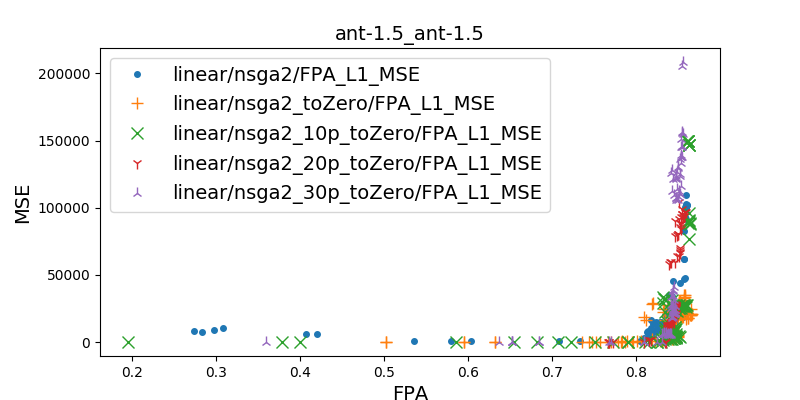 ant-1.5_ant-1.5
linear/nsga2/FPA_L1_MSE
linear/nsga2_toZero/FPA_L1_MSE
linear/nsga2_10p_toZero/FPA_L1_MSE
linear/nsga2_20p_toZero/FPA_L1_MSE
linear/nsga2_30p_toZero/FPA_L1_MSE
MSE
200000
150000
100000
50000
0
0.2 0.3 0.4 0.5 0.6 0.7 0.8
FPA